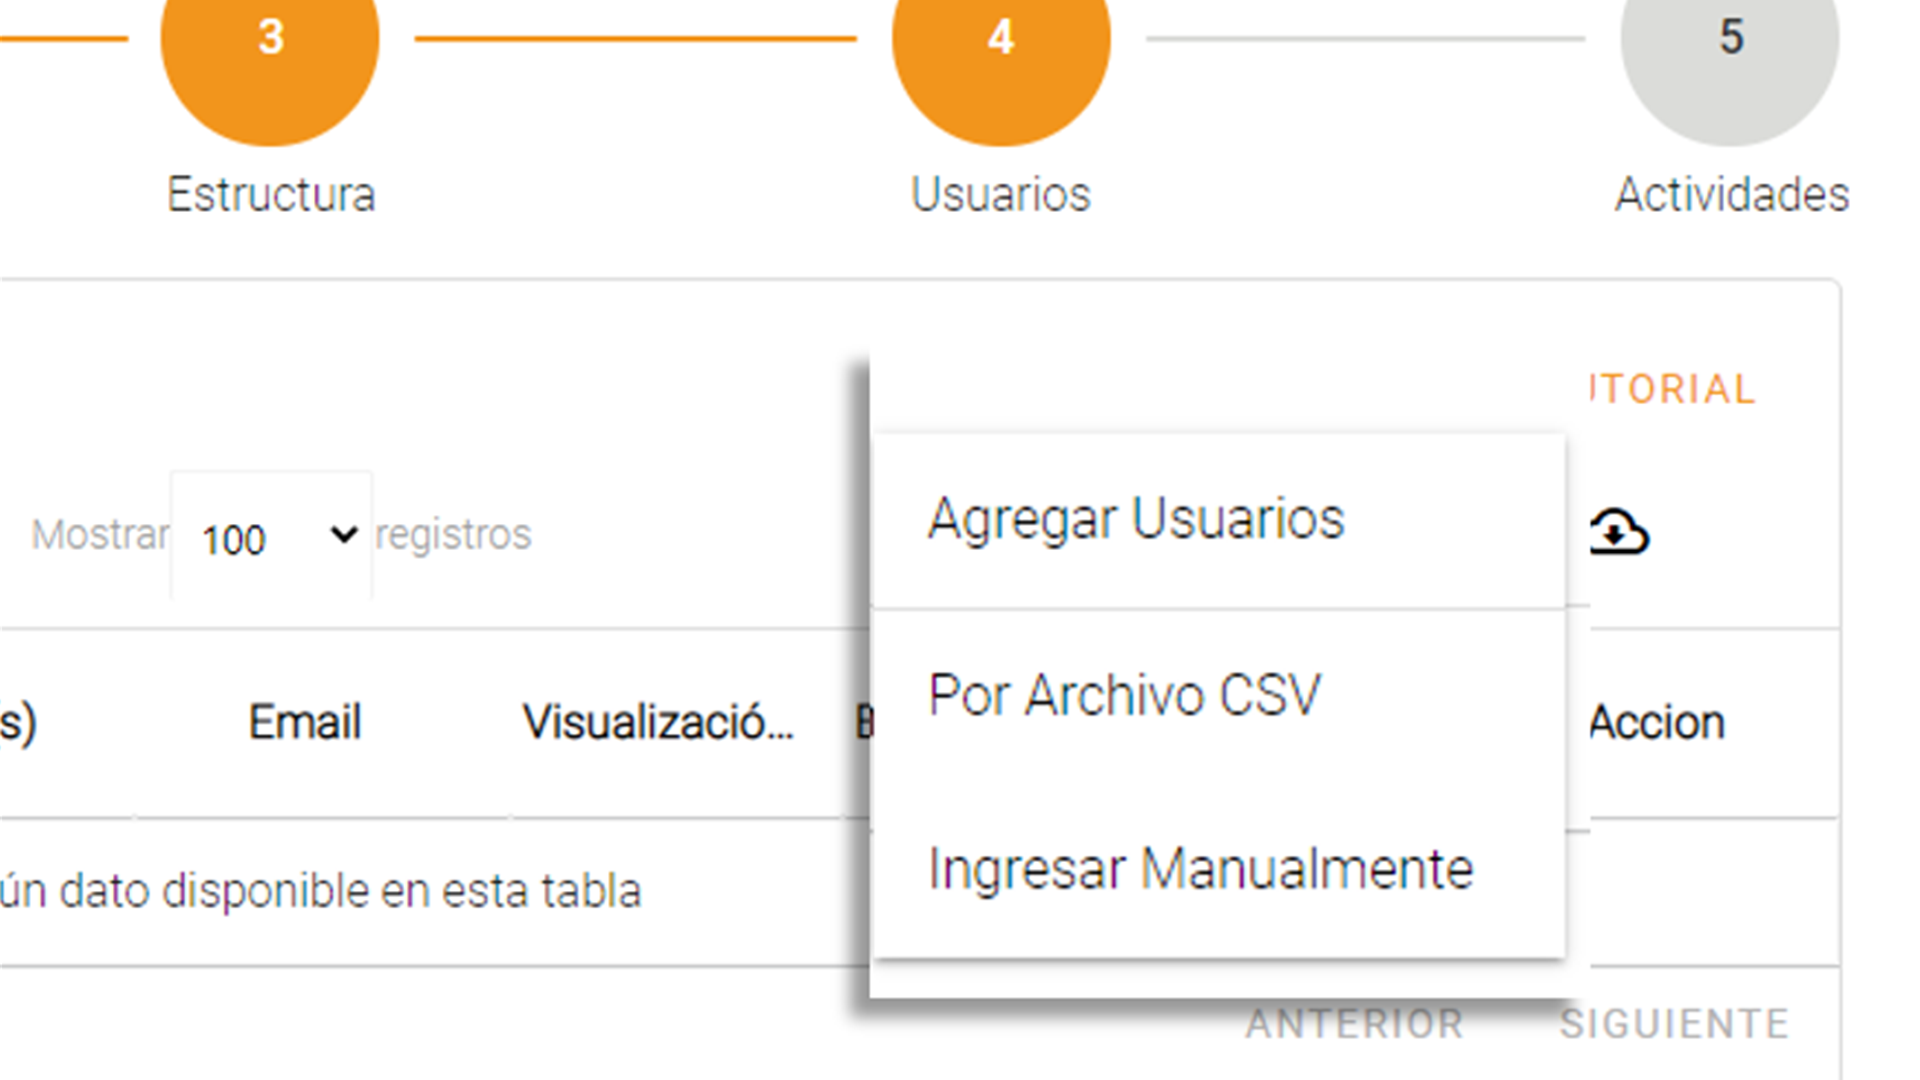 3 4 5
Estructura Usuarios Actividades
UTORIAL
Mostrar 100 registros
Agregar Usuarios
Por Archivo CSV
Ingresar Manualmente
s) Email Visualizació... Accion
ún dato disponible en esta tabla
ANTERIOR SIGUIENTE